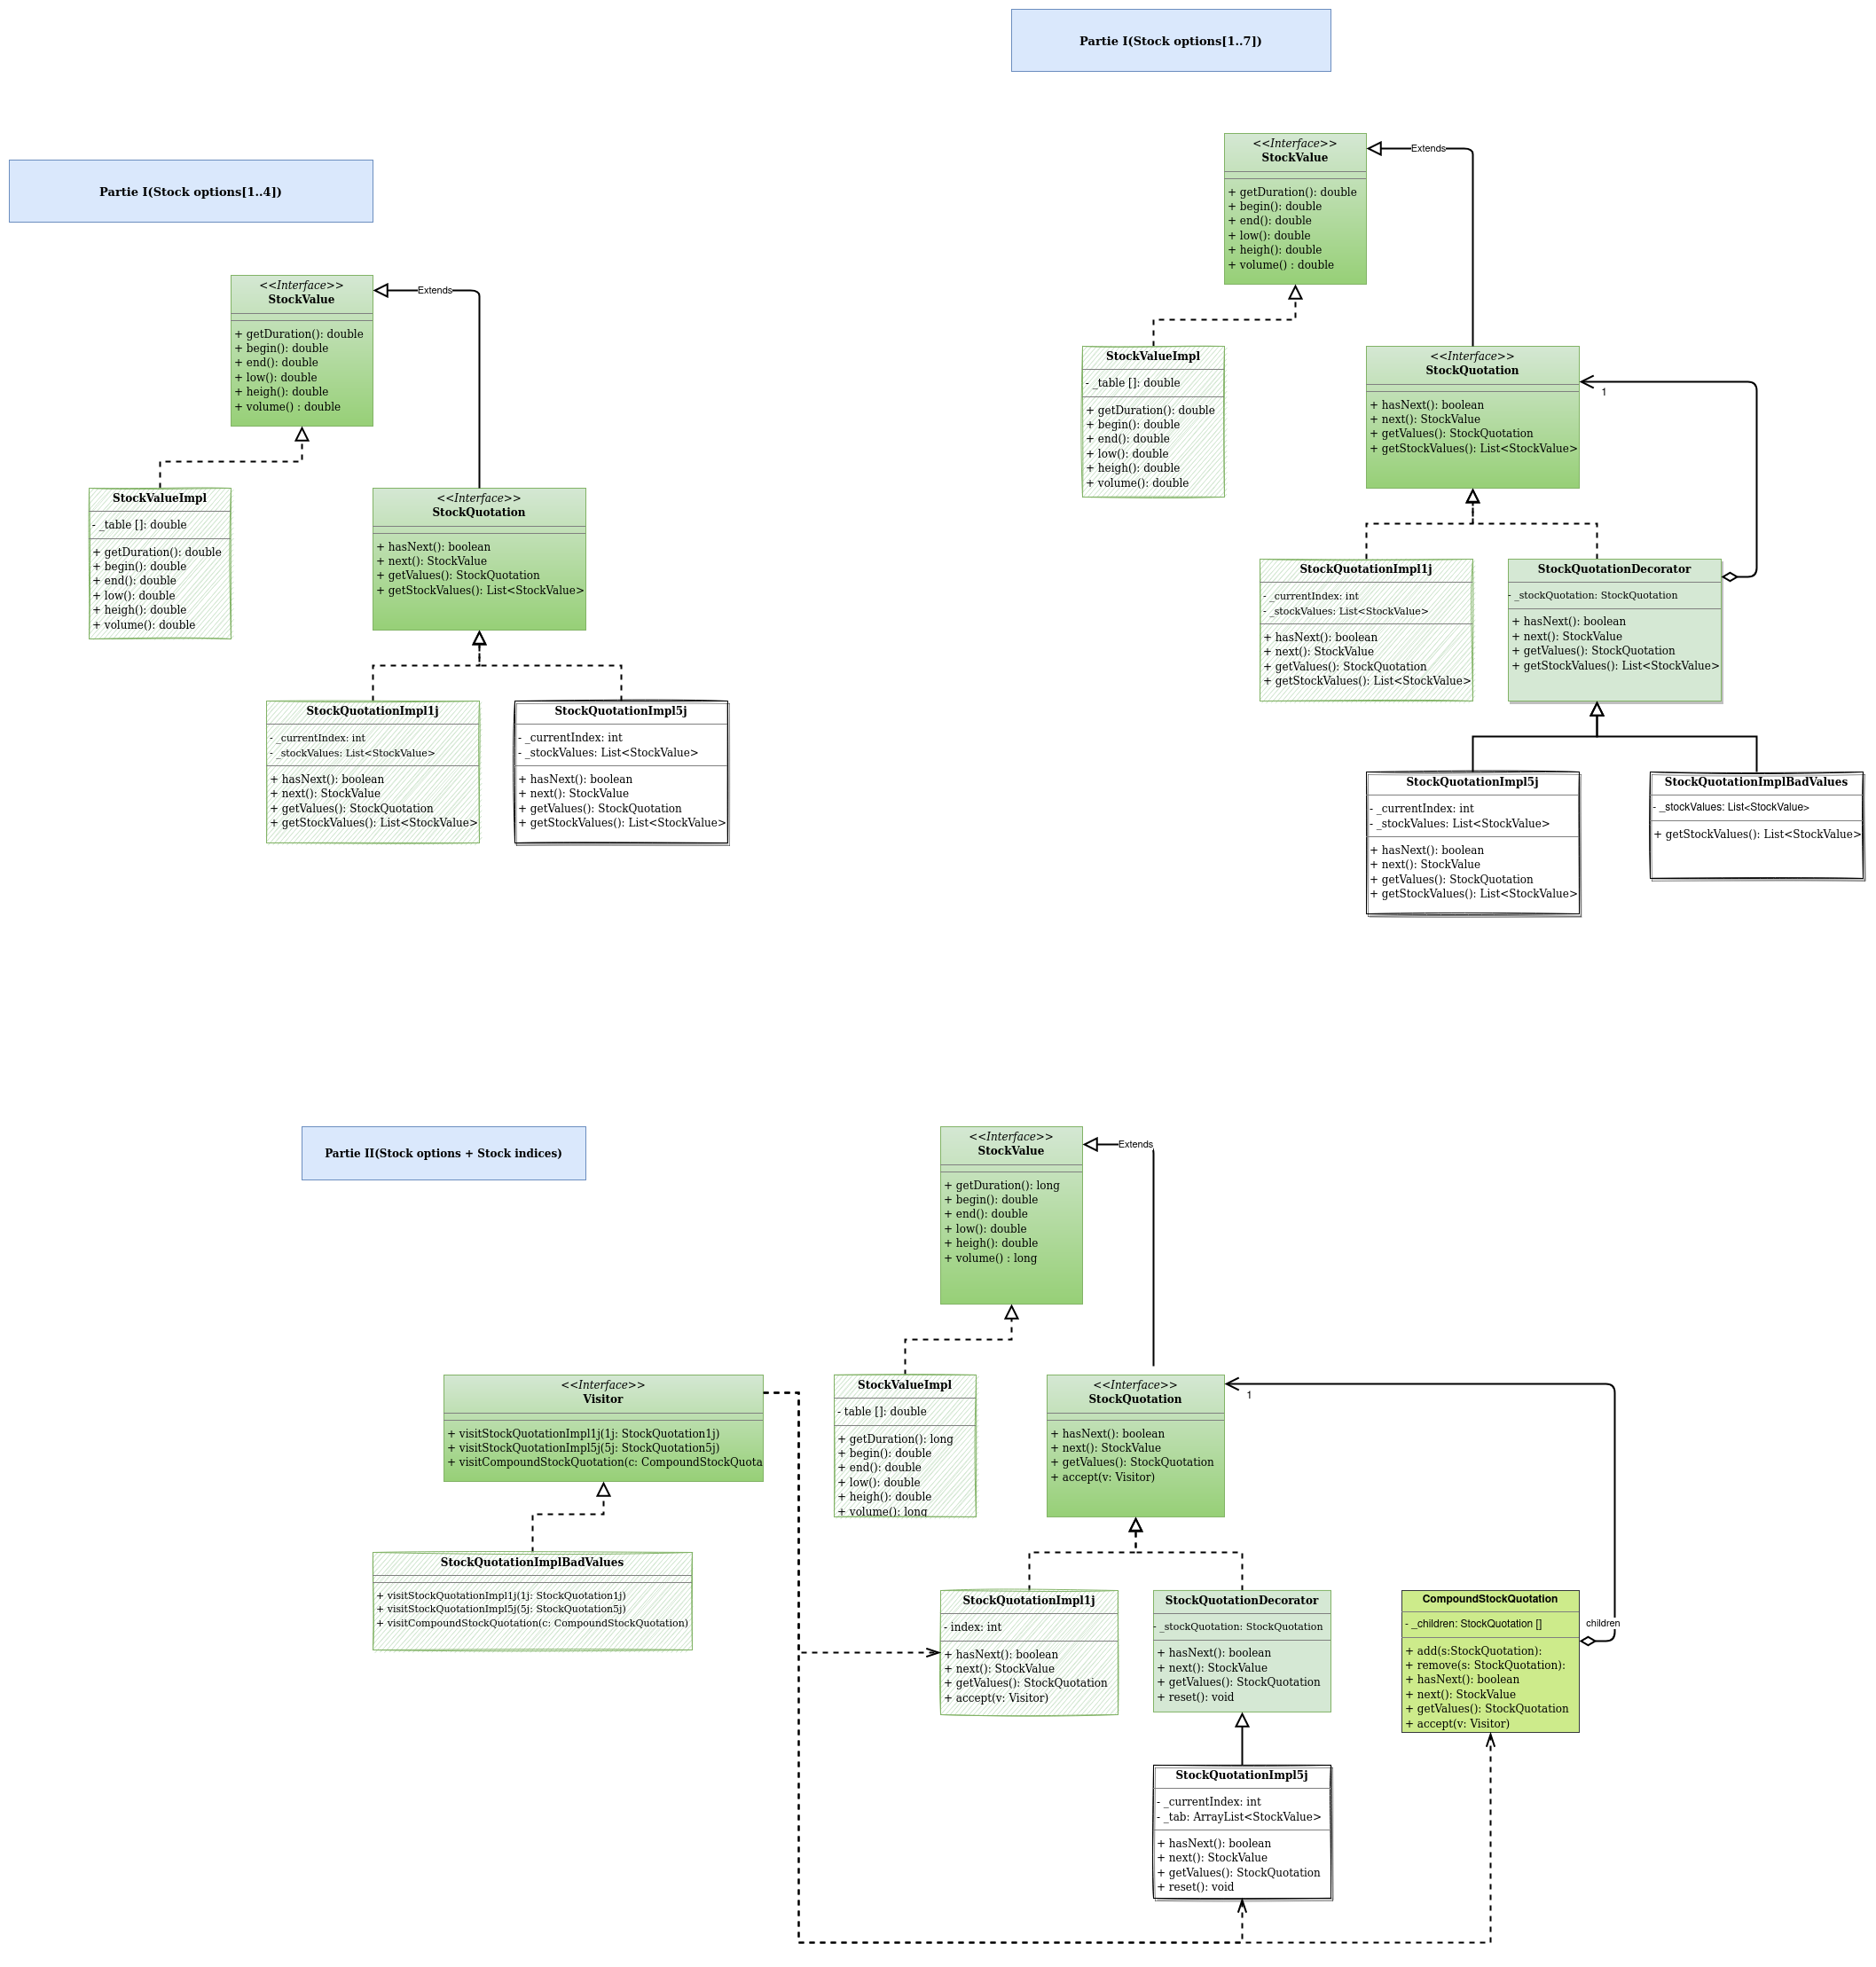 Partie I(Stock options[1..7])
Partie I(Stock options[1..4])
<<Interface>>
StockValue
+ getDuration(): double
+ begin(): double
+ end(): double
+ low(): double
+ heigh(): double
+ volume() : double
Extends
StockValueImpl
- _table []: double
+ getDuration(): double
+ begin(): double
+ end(): double
+ low(): double
+ heigh(): double
+ volume(): double
<<Interface>>
StockQuotation
+ hasNext(): boolean
+ next(): StockValue
+ getValues(): StockQuotation
+ getStockValues(): List<StockValue>
StockQuotationImpl1j
- _currentIndex: int
- _stockValues: List<StockValue>
+ hasNext(): boolean
+ next(): StockValue
+ getValues(): StockQuotation
+ getStockValues(): List<StockValue>
StockQuotationImpl5j
- _currentIndex: int
- _stockValues: List<StockValue>
+ hasNext(): boolean
+ next(): StockValue
+ getValues(): StockQuotation
+ getStockValues(): List<StockValue>
<<Interface>>
StockValue
+ getDuration(): double
+ begin(): double
+ end(): double
+ low(): double
+ heigh(): double
+ volume() : double
Extends
StockValueImpl
- _table []: double
+ getDuration(): double
+ begin(): double
+ end(): double
+ low(): double
+ heigh(): double
+ volume(): double
<<Interface>>
StockQuotation
+ hasNext(): boolean
+ next(): StockValue
+ getValues(): StockQuotation
+ getStockValues(): List<StockValue>
1
StockQuotationImpl1j
- _currentIndex: int
- _stockValues: List<StockValue>
+ hasNext(): boolean
+ next(): StockValue
+ getValues(): StockQuotation
+ getStockValues(): List<StockValue>
StockQuotationDecorator
- _stockQuotation: StockQuotation
+ hasNext(): boolean
+ next(): StockValue
+ getValues(): StockQuotation
+ getStockValues(): List<StockValue>
StockQuotationImpl5j
- _currentIndex: int
- _stockValues: List<StockValue>
+ hasNext(): boolean
+ next(): StockValue
+ getValues(): StockQuotation
+ getStockValues(): List<StockValue>
StockQuotationImplBadValues
- _stockValues: List<StockValue>
+ getStockValues(): List<StockValue>
Partie II(Stock options + Stock indices)
<<Interface>>
StockValue
+ getDuration(): long
+ begin(): double
+ end(): double
+ low(): double
+ heigh(): double
+ volume() : long
Extends
<<Interface>>
Visitor
+ visitStockQuotationImpl1j(1j: StockQuotation1j)
+ visitStockQuotationImpl5j(5j: StockQuotation5j)
+ visitCompoundStockQuotation(c: CompoundStockQuota
StockValueImpl
- table []: double
+ getDuration(): long
+ begin(): double
+ end(): double
+ low(): double
+ heigh(): double
+ volume(): long
<<Interface>>
StockQuotation
+ hasNext(): boolean
+ next(): StockValue
+ getValues(): StockQuotation
+ accept(v: Visitor)
1
StockQuotationImplBadValues
+ visitStockQuotationImpl1j(1j: StockQuotation1j)
+ visitStockQuotationImpl5j(5j: StockQuotation5j)
+ visitCompoundStockQuotation(c: CompoundStockQuotation)
StockQuotationImpl1j
- index: int
+ hasNext(): boolean
+ next(): StockValue
+ getValues(): StockQuotation
+ accept(v: Visitor)
StockQuotationDecorator
- _stockQuotation: StockQuotation
+ hasNext(): boolean
+ next(): StockValue
+ getValues(): StockQuotation
+ reset(): void
CompoundStockQuotation
- _children: StockQuotation []
+ add(s:StockQuotation):
+ remove(s: StockQuotation):
+ hasNext(): boolean
+ next(): StockValue
+ getValues(): StockQuotation
+ accept(v: Visitor)
children
StockQuotationImpl5j
- _currentIndex: int
- _tab: ArrayList<StockValue>
+ hasNext(): boolean
+ next(): StockValue
+ getValues(): StockQuotation
+ reset(): void